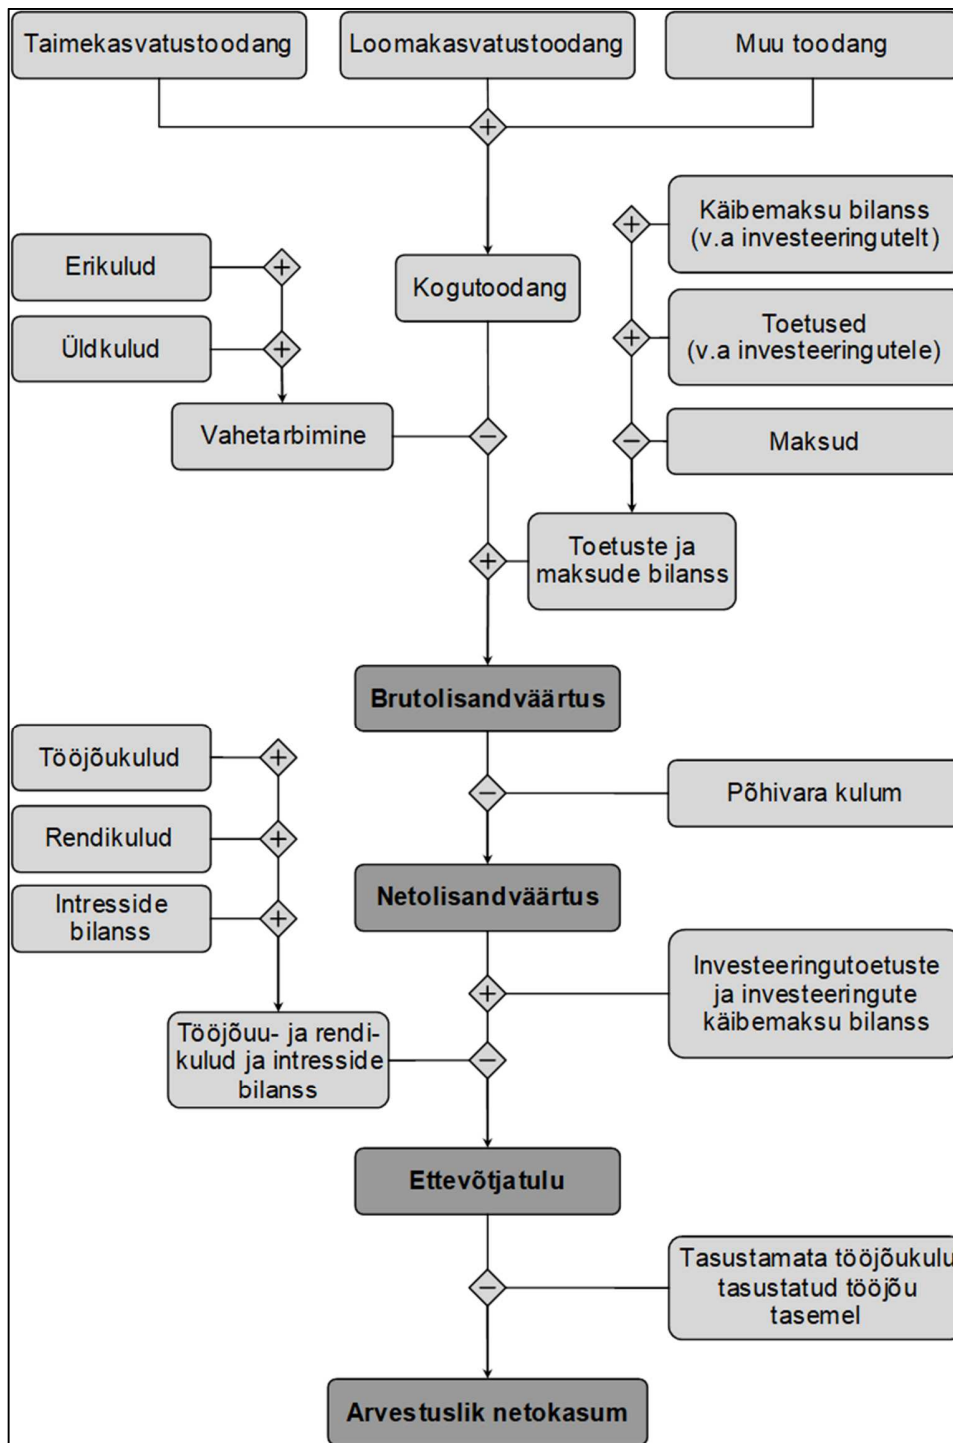 Taimekasvatustoodang
Loomakasvatustoodang
Muu toodang
+
Käibemaksu bilanss
(v.a investeeringutelt)
+
Erikulud
+
Kogutoodang
Toetused
(v.a investeeringutele)
+
Üldkulud
+
Vahetarbimine
−
Maksud
−
Toetuste ja
maksude bilanss
+
Brutolisandväärtus
Tööjõukulud
+
Põhivara kulum
−
Rendikulud
+
Netolisandväärtus
Intresside
bilanss
+
Investeeringutoetuste
ja investeeringute
käibemaksu bilanss
+
Tööjõuu- ja rendi-
kulud ja intresside
bilanss
−
Ettevõtjatulu
Tasustamata tööjõukulu
tasustatud tööjõu
tasemel
−
Arvestuslik netokasum